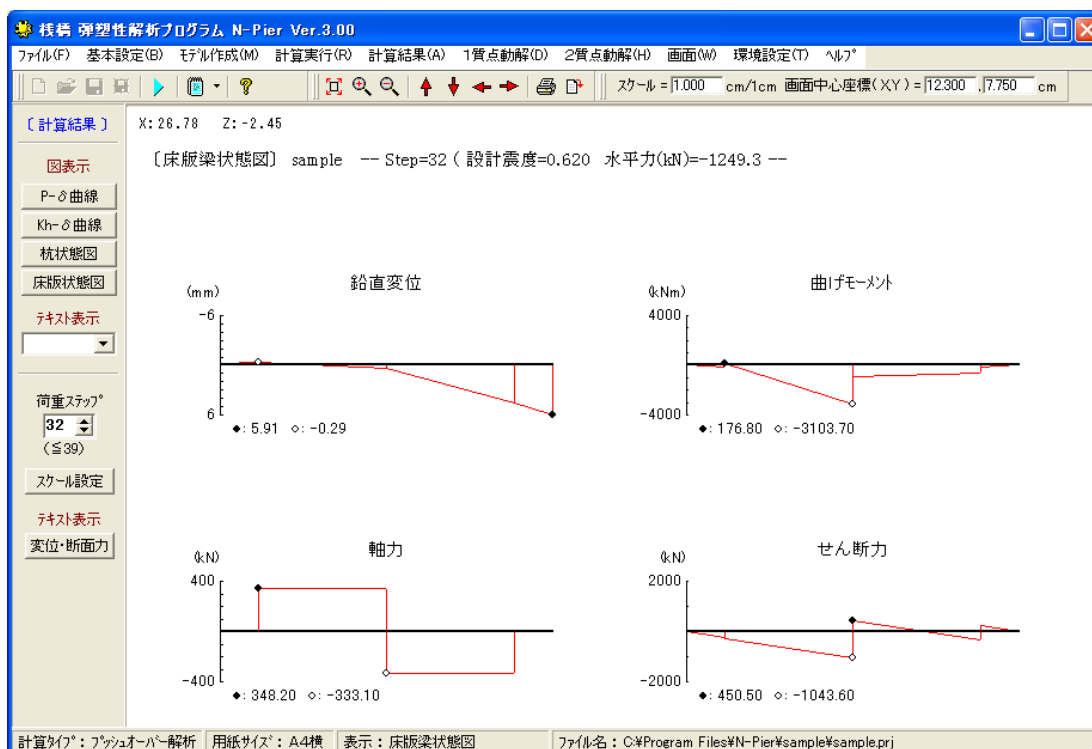 桟橋 弾塑性解析プログラム N-Pier Ver.3.00
ファイル(F) 基本設定(B) モデル作成(M) 計算実行(R) 計算結果(A) 1質点動解(D) 2質点動解(H) 画面(W) 環境設定(T) ヘルプ
スケール = 1.000 cm/1cm 画面中心座標(XY) = 12.300 , 7.750 cm
〔計算結果〕
図表示
P-δ曲線
Kh-δ曲線
杭状態図
床版状態図
テキスト表示
荷重ステップ
32
(≦39)
スケール設定
テキスト表示
変位・断面力
X:26.78 Z:-2.45
〔床版梁状態図〕 sample -- Step=32 ( 設計震度=0.620 水平力(kN)=-1249.3 --
鉛直変位
(mm)
-6
6
◆: 5.91 ◇: -0.29
曲げモーメント
(kNm)
4000
-4000
◆: 176.80 ◇: -3103.70
軸力
(kN)
400
-400
◆: 348.20 ◇: -333.10
せん断力
(kN)
2000
-2000
◆: 450.50 ◇: -1043.60
計算タイプ : プッシュオーバー解析 用紙サイズ : A4横 表示 : 床版梁状態図 ファイル名 : C:¥Program Files¥N-Pier¥sample¥sample.prj